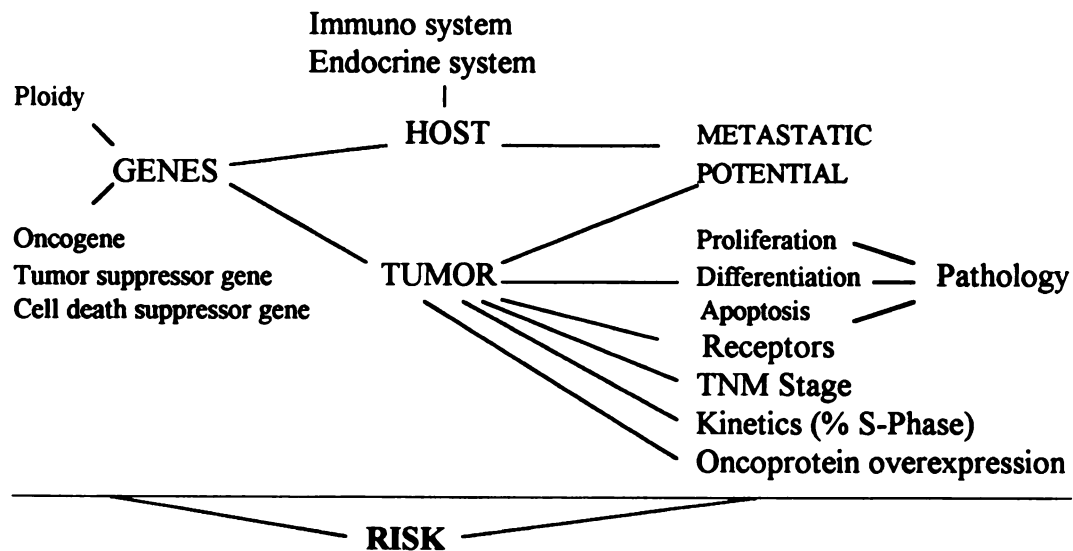 Immuno system
Endocrine system
Ploidy
HOST
METASTATIC
POTENTIAL
GENES
Oncogene
Tumor suppressor gene
Cell death suppressor gene
TUMOR
Proliferation
Differentiation
Apoptosis
Pathology
Receptors
TNM Stage
Kinetics (% S-Phase)
Oncoprotein overexpression
RISK